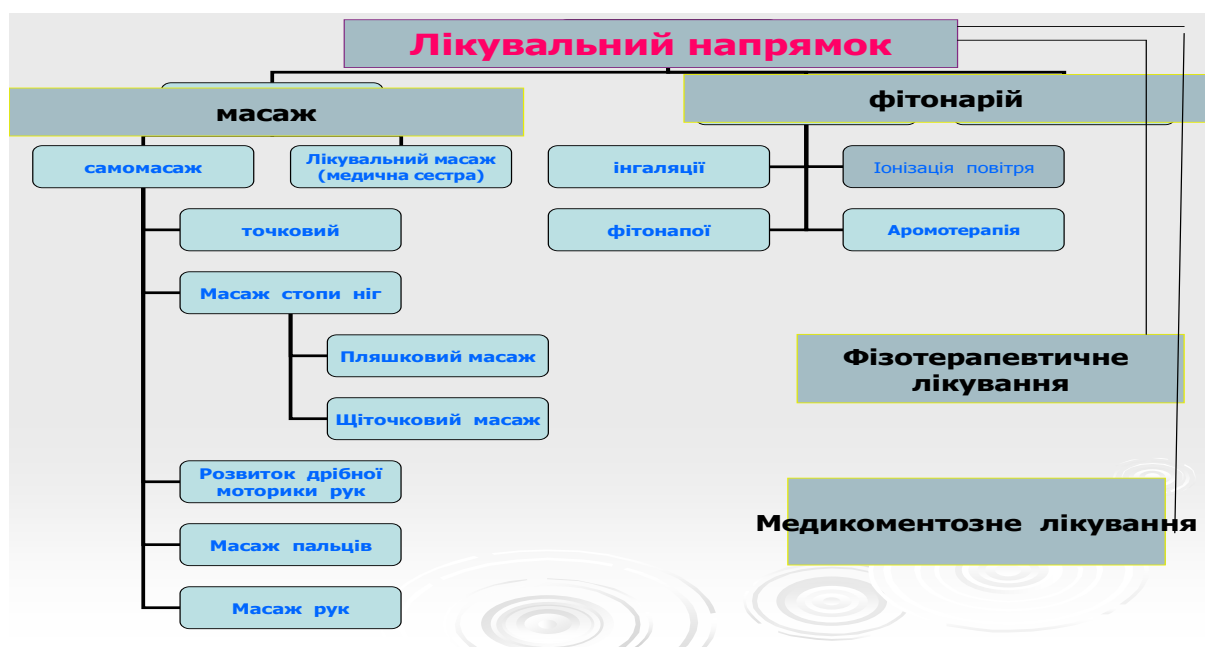 Лікувальний напрямок
масаж
фітонарій
самомасаж
Лікувальний масаж
(медична сестра)
інгаляції
Іонізація повітря
точковий
фітонапої
Аромотерапія
Масаж стопи ніг
Пляшковий масаж
Щіточковий масаж
Фізотерапевтичне
лікування
Розвиток дрібної
моторики рук
Медикоментозне лікування
Масаж пальців
Масаж рук